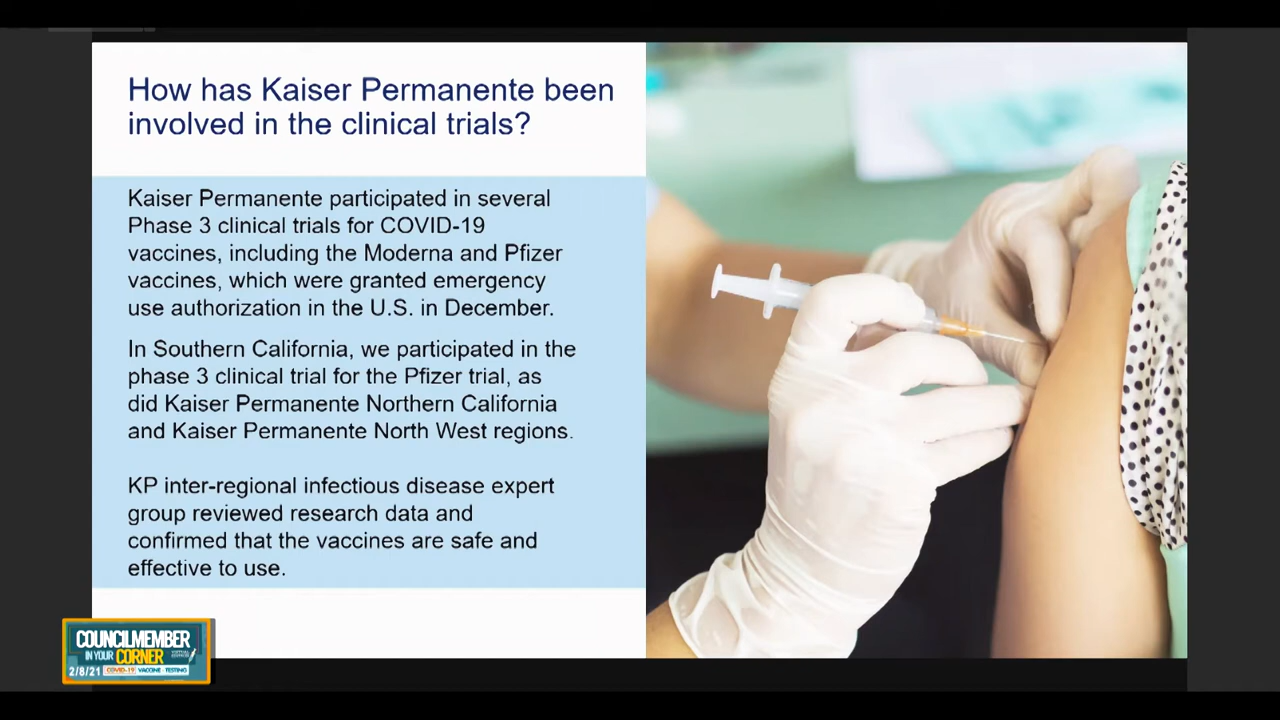 How has Kaiser Permanente been
involved in the clinical trials?
Kaiser Permanente participated in several
Phase 3 clinical trials for COVID-19
vaccines, including the Moderna and Pfizer
vaccines, which were granted emergency
use authorization in the U.S. in December.
In Southern California, we participated in the
phase 3 clinical trial for the Pfizer trial, as
did Kaiser Permanente Northern California
and Kaiser Permanente North West regions.
KP inter-regional infectious disease expert
group reviewed research data and
confirmed that the vaccines are safe and
effective to use.
COUNCILMEMBER
IN YOUR CORNER
2/8/21 COVID-19 VACCINE - TESTING